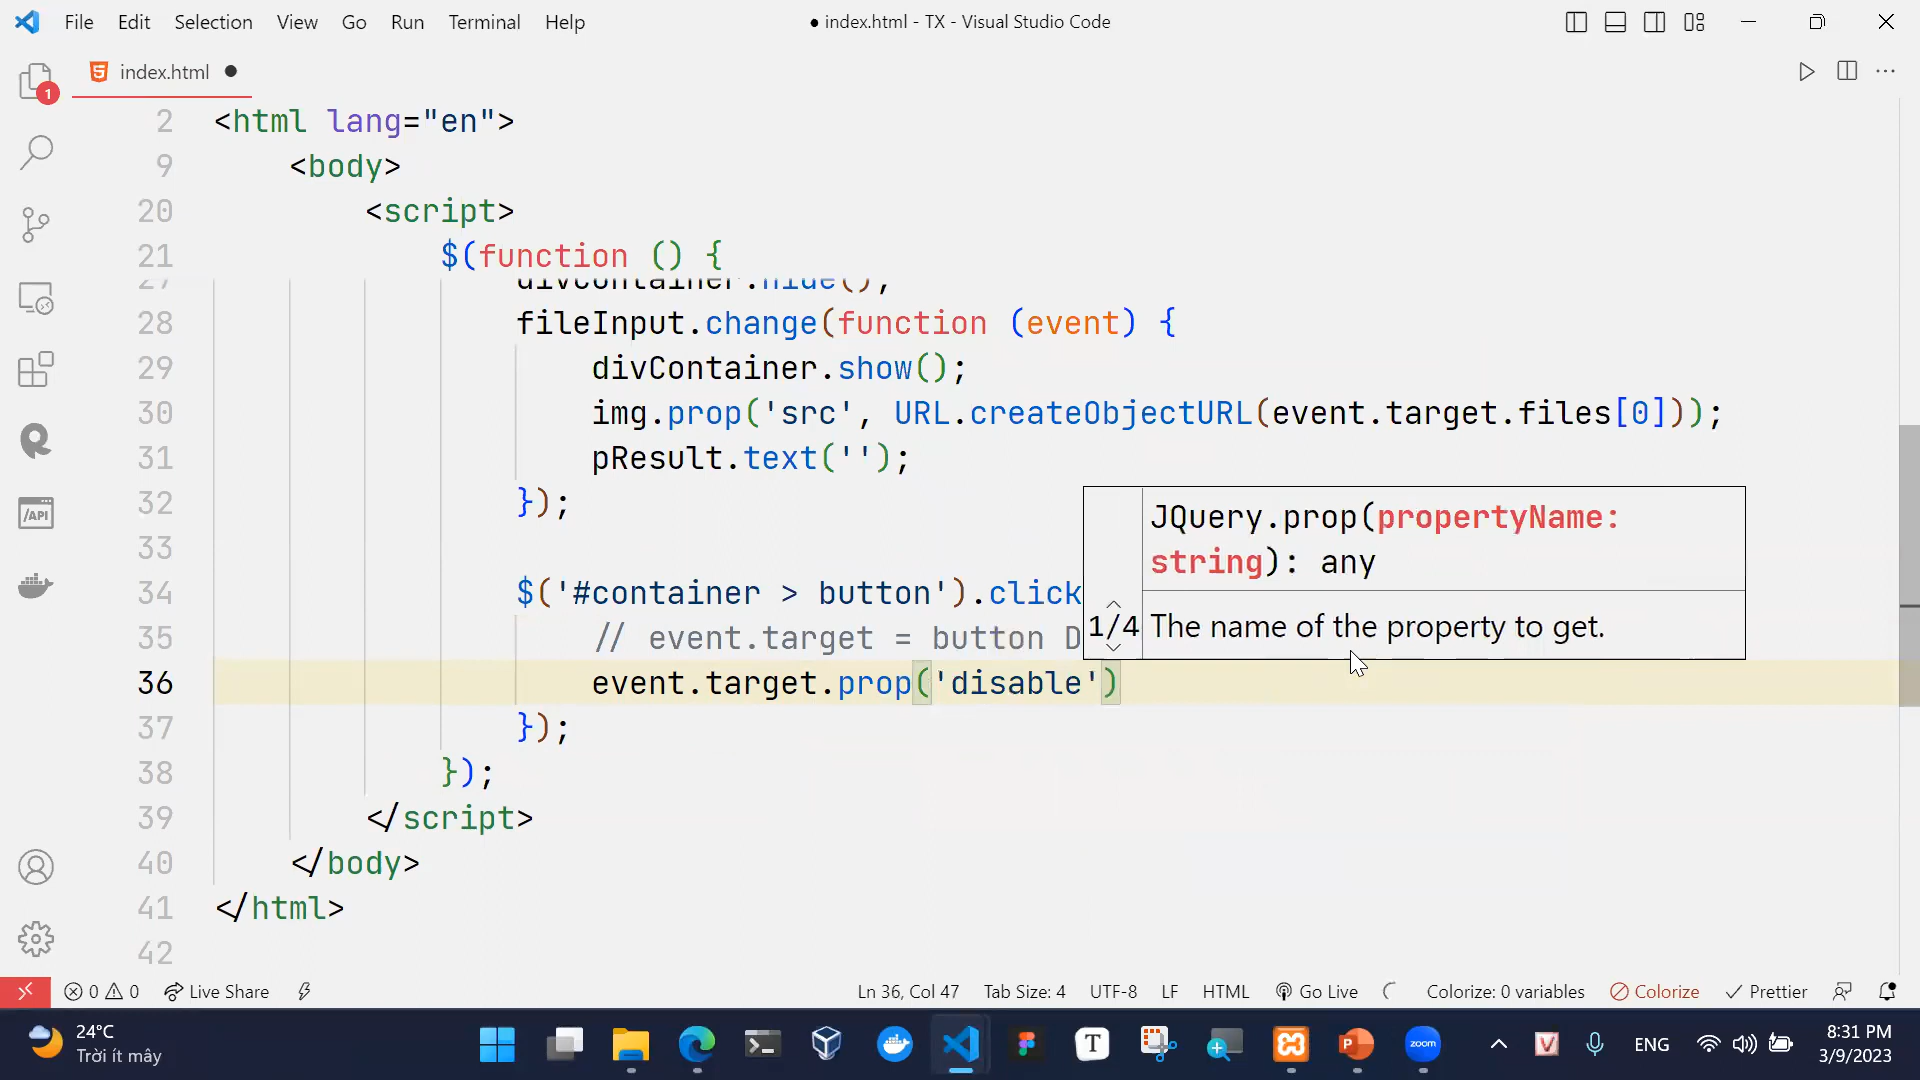 File Edit Selection View Go Run Terminal Help
● index.html - TX - Visual Studio Code
1
index.html ●
2 <html lang="en">
9 <body>
20 <script>
21 $(function () {
27 divContainer.hide();
28 fileInput.change(function (event) {
29 divContainer.show();
30 img.prop('src', URL.createObjectURL(event.target.files[0]));
31 pResult.text('');
32 });
33
34 $('#container > button').click
35 // event.target = button D
36 event.target.prop('disable')
37 });
38 });
39 </script>
40 </body>
41 </html>
42
JQuery.prop(propertyName:
string): any
1/4 The name of the property to get.
/API
0 0 Live Share
Ln 36, Col 47 Tab Size: 4 UTF-8 LF HTML Go Live Colorize: 0 variables Colorize Prettier
24°C
Trời ít mây
T
zoom
V
ENG
8:31 PM
3/9/2023